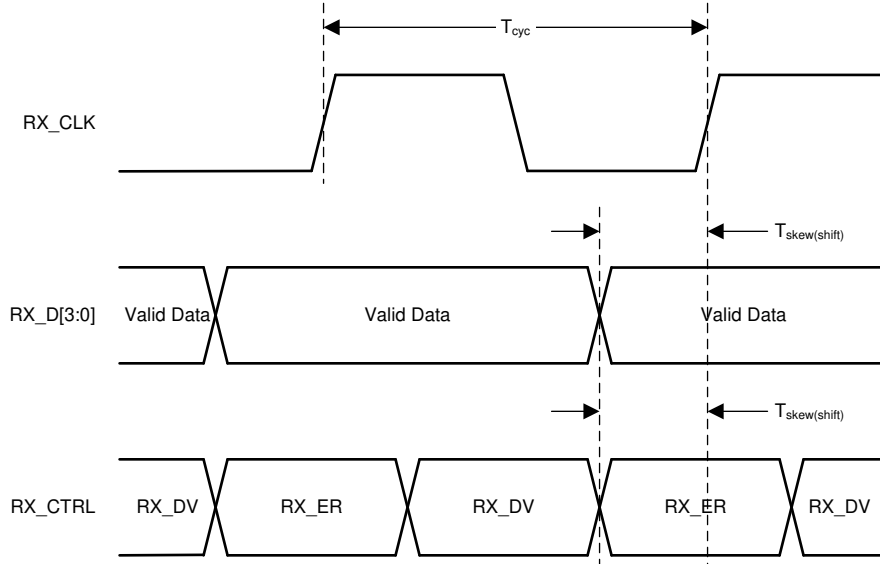 T_cyc
RX_CLK
T_skew(shift)
RX_D[3:0] Valid Data Valid Data Valid Data
T_skew(shift)
RX_CTRL RX_DV RX_ER RX_DV RX_ER RX_DV